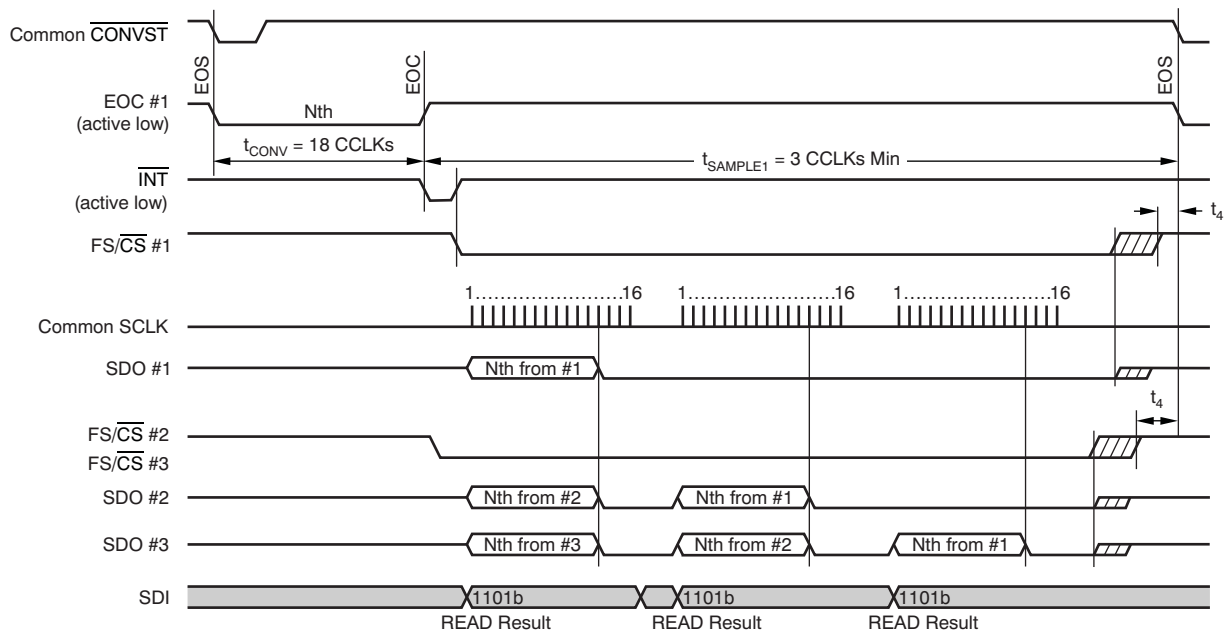 Common CONVST
EOS
EOC
EOS
EOC #1
(active low)
Nth
tCONV = 18 CCLKs
tSAMPLE1 = 3 CCLKs Min
INT
(active low)
t4
FS/CS #1
1.......................16
1.......................16
1.......................16
Common SCLK
SDO #1
Nth from #1
t4
FS/CS #2
FS/CS #3
SDO #2
Nth from #2
Nth from #1
SDO #3
Nth from #3
Nth from #2
Nth from #1
SDI
1101b
1101b
1101b
READ Result
READ Result
READ Result